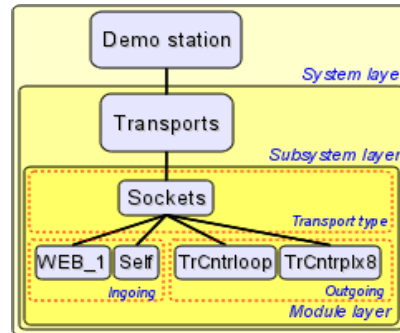 Demo station
System layer
Transports
Subsystem layer
Sockets
Transport type
WEB_1 Self TrCntrloop TrCntrplx8
Ingoing Outgoing
Module layer